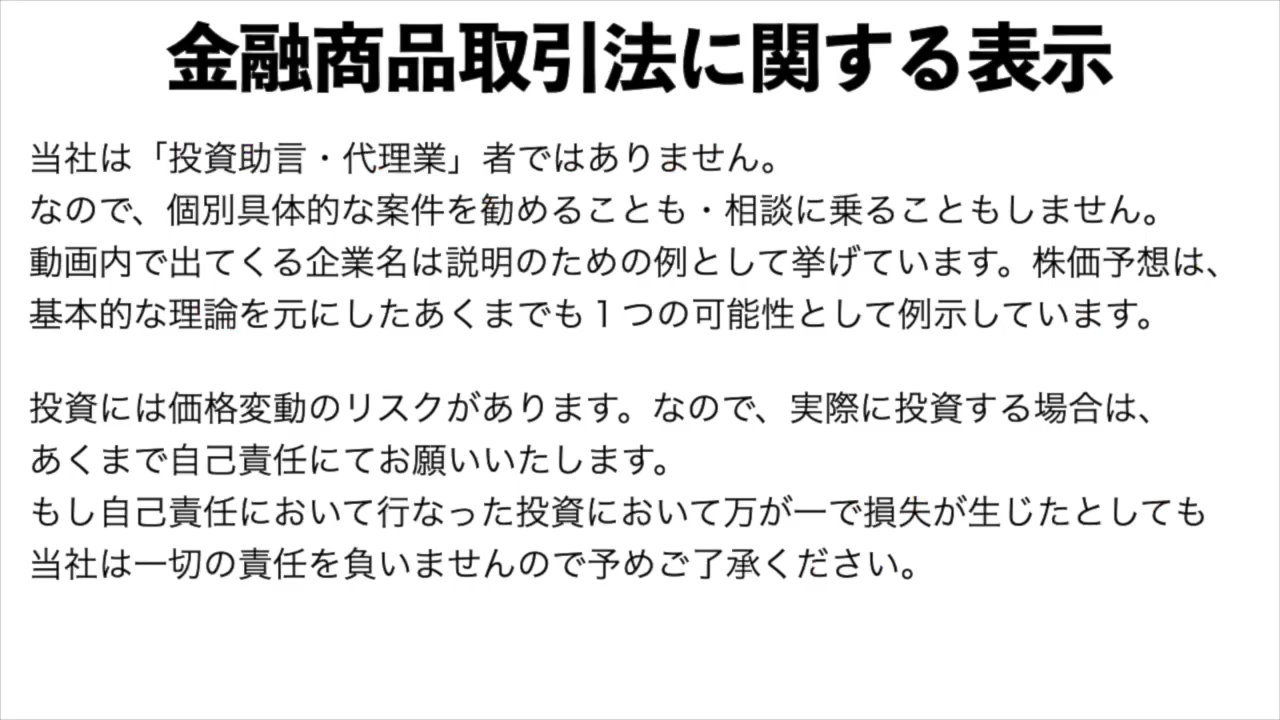 金融商品取引法に関する表示
当社は「投資助言・代理業」者ではありません。
なので、個別具体的な案件を勧めることも・相談に乗ることもしません。
動画内で出てくる企業名は説明のための例として挙げています。株価予想は、
基本的な理論を元にしたあくまでも１つの可能性として例示しています。
投資には価格変動のリスクがあります。なので、実際に投資する場合は、
あくまで自己責任にてお願いいたします。
もし自己責任において行なった投資において万が一で損失が生じたとしても
当社は一切の責任を負いませんので予めご了承ください。